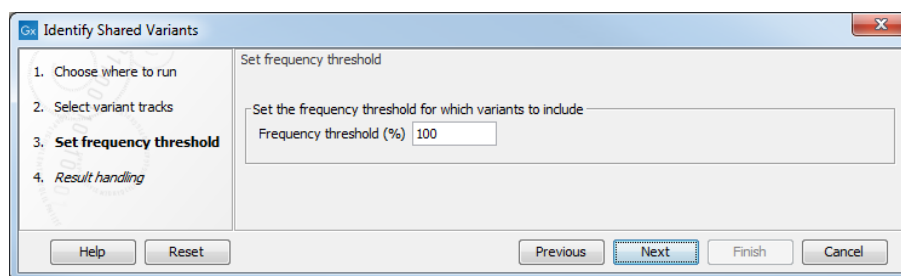 Gx Identify Shared Variants
1. Choose where to run
2. Select variant tracks
3. Set frequency threshold
4. Result handling
Set frequency threshold
Set the frequency threshold for which variants to include
Frequency threshold (%) 100
Help Reset Previous Next Finish Cancel